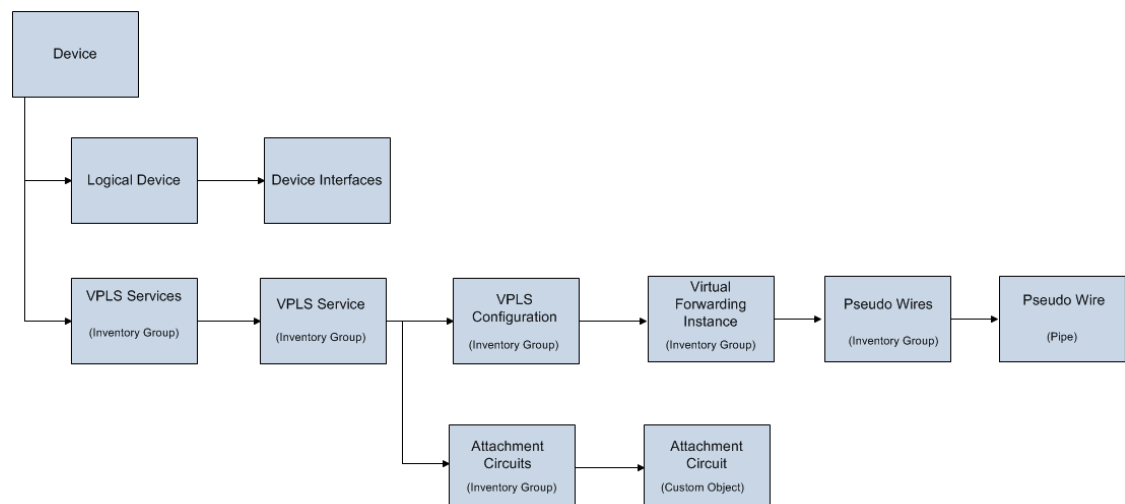 Device
Logical Device
Device Interfaces
VPLS Services
(Inventory Group)
VPLS Service
(Inventory Group)
VPLS
Configuration
(Inventory Group)
Virtual
Forwarding
Instance
(Inventory Group)
Pseudo Wires
(Inventory Group)
Pseudo Wire
(Pipe)
Attachment
Circuits
(Inventory Group)
Attachment
Circuit
(Custom Object)